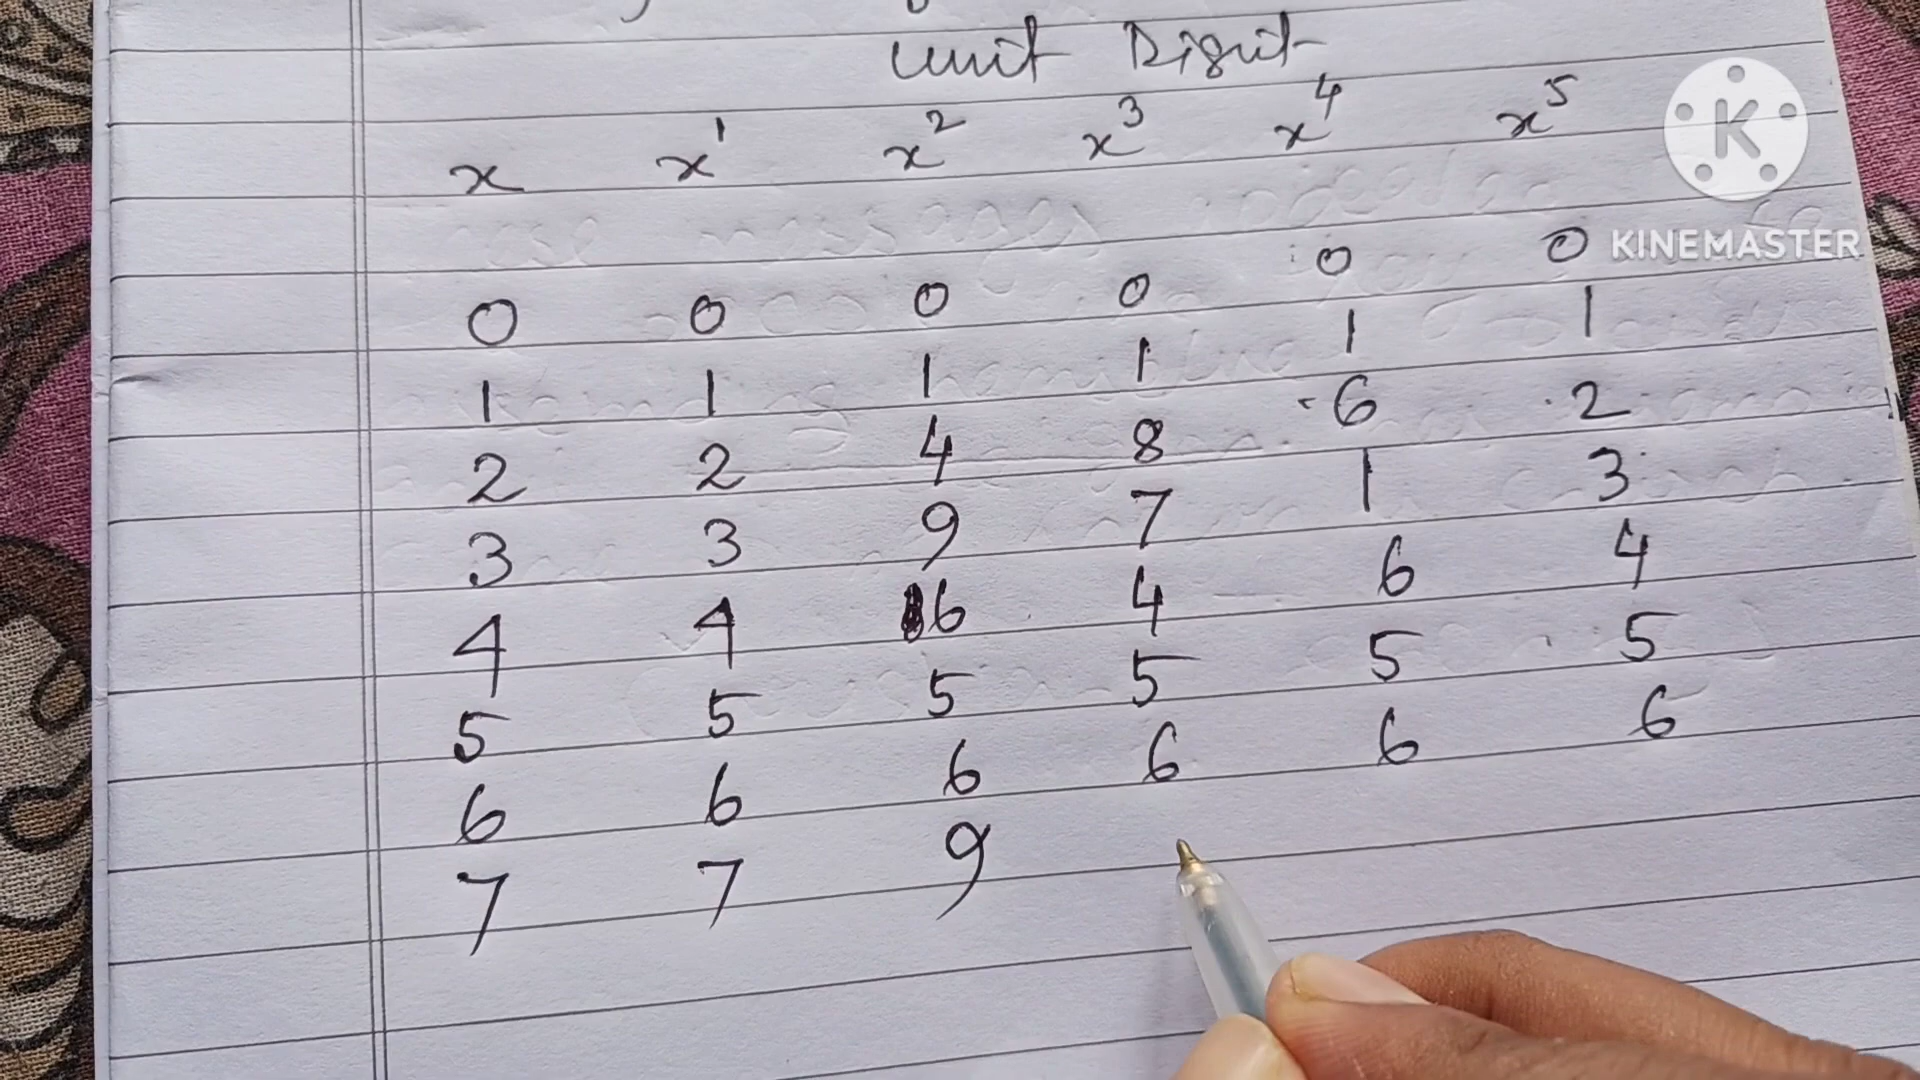 Unit Digit
x x¹ x² x³ x⁴ x⁵
KINEMASTER
0 0 0 0 0 0
1 1 1 1 1 1
2 2 4 8 6 2
3 3 9 7 1 3
4 4 6 4 6 4
5 5 5 5 5 5
6 6 6 6 6 6
7 7 9